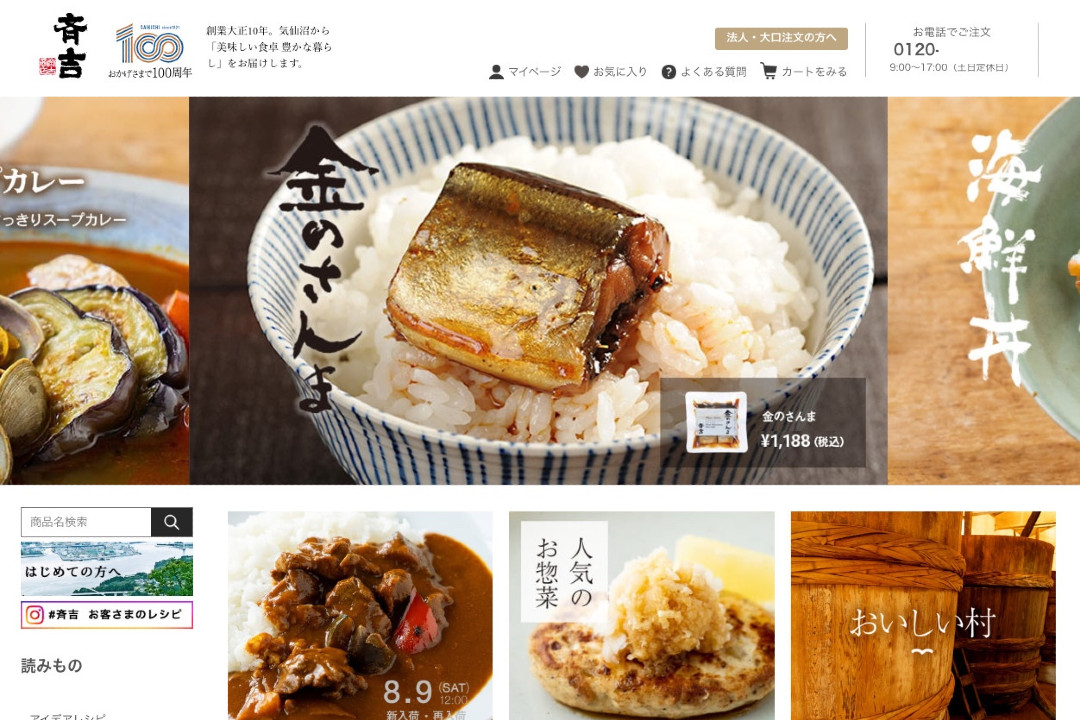 斉吉
SAIKICHI
100
おかげさまで100周年
創業大正10年。気仙沼から
「美味しい食卓 豊かな暮ら
し」をお届けします。
法人・大口注文の方へ
マイページ
お気に入り
よくある質問
カートをみる
お電話でご注文
0120-
9:00〜17:00（土日定休日）
プカレー
っきりスープカレー
金のさんま
金のさんま
斉吉
金のさんま
¥1,188 (税込)
海鮮丼
商品名検索
はじめての方へ
#斉吉 お客さまのレシピ
読みもの
アイデアレシピ
8.9 (SAT)
12:00
新入荷・再入荷
人気の
お惣菜
おいしい村